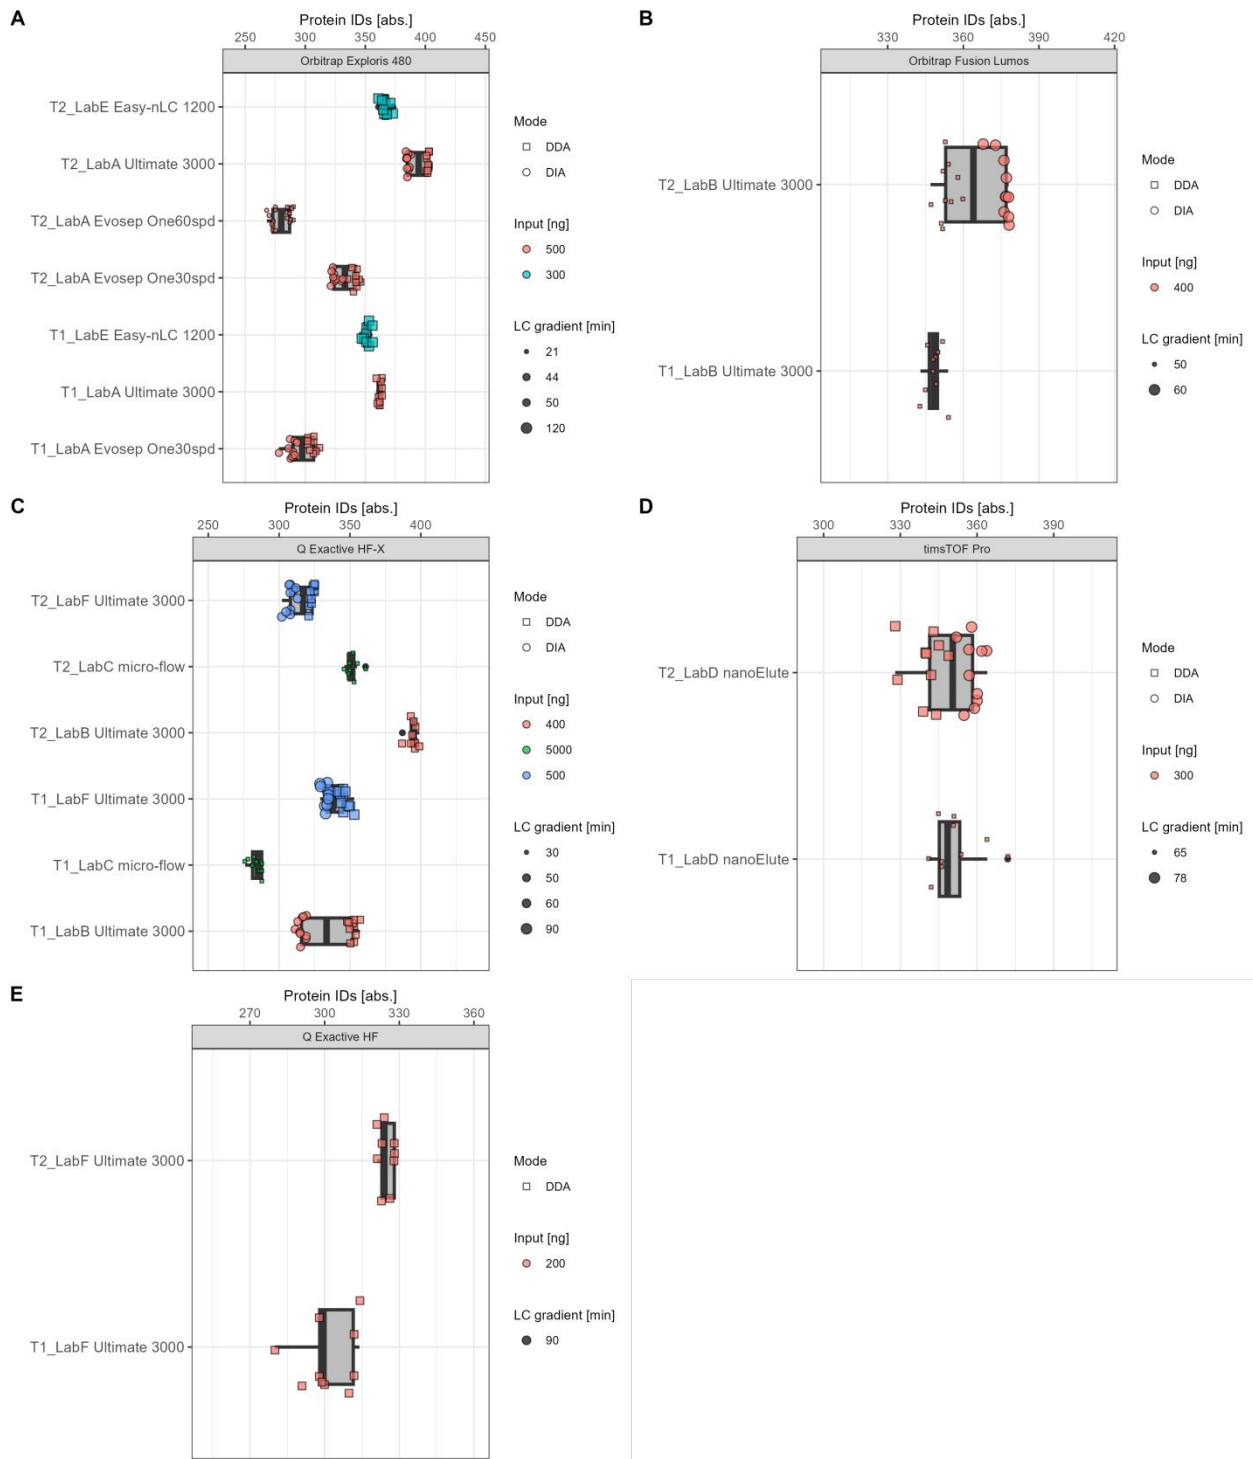 A
Protein IDs [abs.]
250 300 350 400 450
Orbitrap Exploris 480
T2_LabE Easy-nLC 1200
T2_LabA Ultimate 3000
T2_LabA Evosep One60spd
T2_LabA Evosep One30spd
T1_LabE Easy-nLC 1200
T1_LabA Ultimate 3000
T1_LabA Evosep One30spd
Mode
DDA
DIA
Input [ng]
500
300
LC gradient [min]
21
44
50
120
B
Protein IDs [abs.]
330 360 390 420
Orbitrap Fusion Lumos
T2_LabB Ultimate 3000
T1_LabB Ultimate 3000
Mode
DDA
DIA
Input [ng]
400
LC gradient [min]
50
60
C
Protein IDs [abs.]
250 300 350 400
Q Exactive HF-X
T2_LabF Ultimate 3000
T2_LabC micro-flow
T2_LabB Ultimate 3000
T1_LabF Ultimate 3000
T1_LabC micro-flow
T1_LabB Ultimate 3000
Mode
DDA
DIA
Input [ng]
400
5000
500
LC gradient [min]
30
50
60
90
D
Protein IDs [abs.]
300 330 360 390
timsTOF Pro
T2_LabD nanoElute
T1_LabD nanoElute
Mode
DDA
DIA
Input [ng]
300
LC gradient [min]
65
78
E
Protein IDs [abs.]
270 300 330 360
Q Exactive HF
T2_LabF Ultimate 3000
T1_LabF Ultimate 3000
Mode
DDA
Input [ng]
200
LC gradient [min]
90